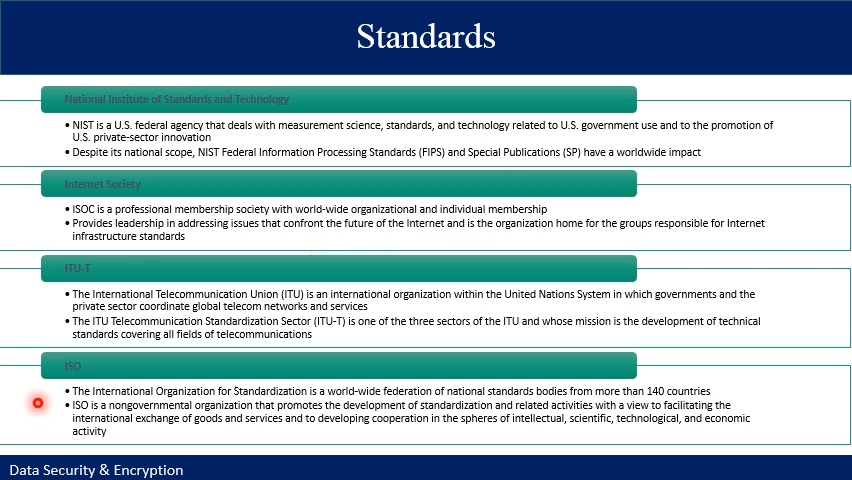 Standards
National Institute of Standards and Technology
• NIST is a U.S. federal agency that deals with measurement science, standards, and technology related to U.S. government use and to the promotion of
U.S. private-sector innovation
• Despite its national scope, NIST Federal Information Processing Standards (FIPS) and Special Publications (SP) have a worldwide impact
Internet Society
• ISOC is a professional membership society with world-wide organizational and individual membership
• Provides leadership in addressing issues that confront the future of the Internet and is the organization home for the groups responsible for Internet
infrastructure standards
ITU-T
• The International Telecommunication Union (ITU) is an international organization within the United Nations System in which governments and the
private sector coordinate global telecom networks and services
• The ITU Telecommunication Standardization Sector (ITU-T) is one of the three sectors of the ITU and whose mission is the development of technical
standards covering all fields of telecommunications
ISO
• The International Organization for Standardization is a world-wide federation of national standards bodies from more than 140 countries
• ISO is a nongovernmental organization that promotes the development of standardization and related activities with a view to facilitating the
international exchange of goods and services and to developing cooperation in the spheres of intellectual, scientific, technological, and economic
activity
Data Security & Encryption